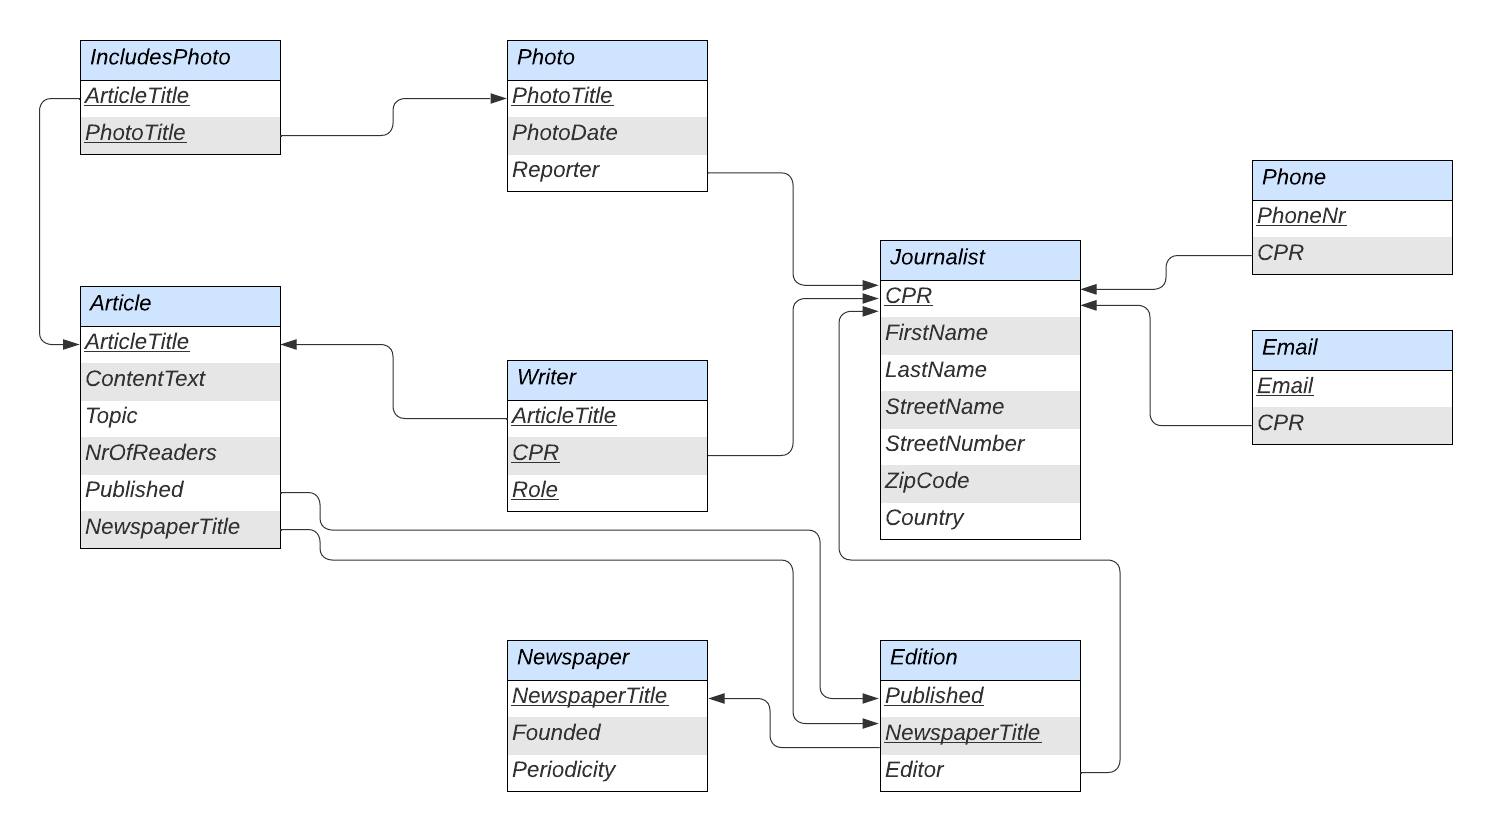 IncludesPhoto
ArticleTitle
PhotoTitle
Photo
PhotoTitle
PhotoDate
Reporter
Phone
PhoneNr
CPR
Journalist
CPR
FirstName
LastName
StreetName
StreetNumber
ZipCode
Country
Article
ArticleTitle
ContentText
Topic
NrOfReaders
Published
NewspaperTitle
Writer
ArticleTitle
CPR
Role
Email
Email
CPR
Newspaper
NewspaperTitle
Founded
Periodicity
Edition
Published
NewspaperTitle
Editor